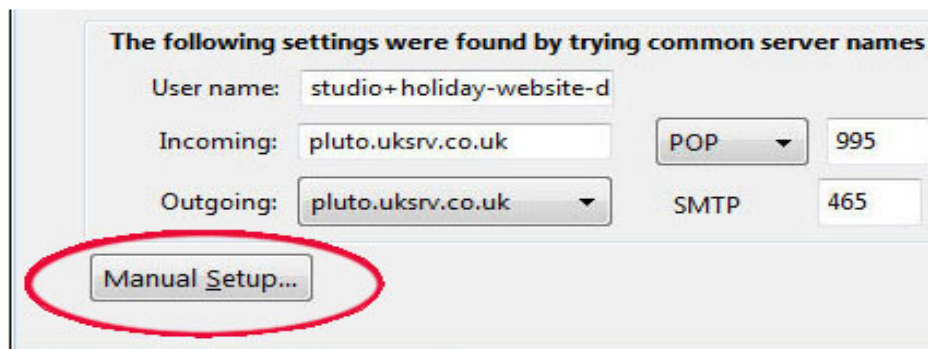 The following settings were found by trying common server names
User name: studio+holiday-website-d
Incoming: pluto.uksrv.co.uk POP 995
Outgoing: pluto.uksrv.co.uk SMTP 465
Manual Setup...